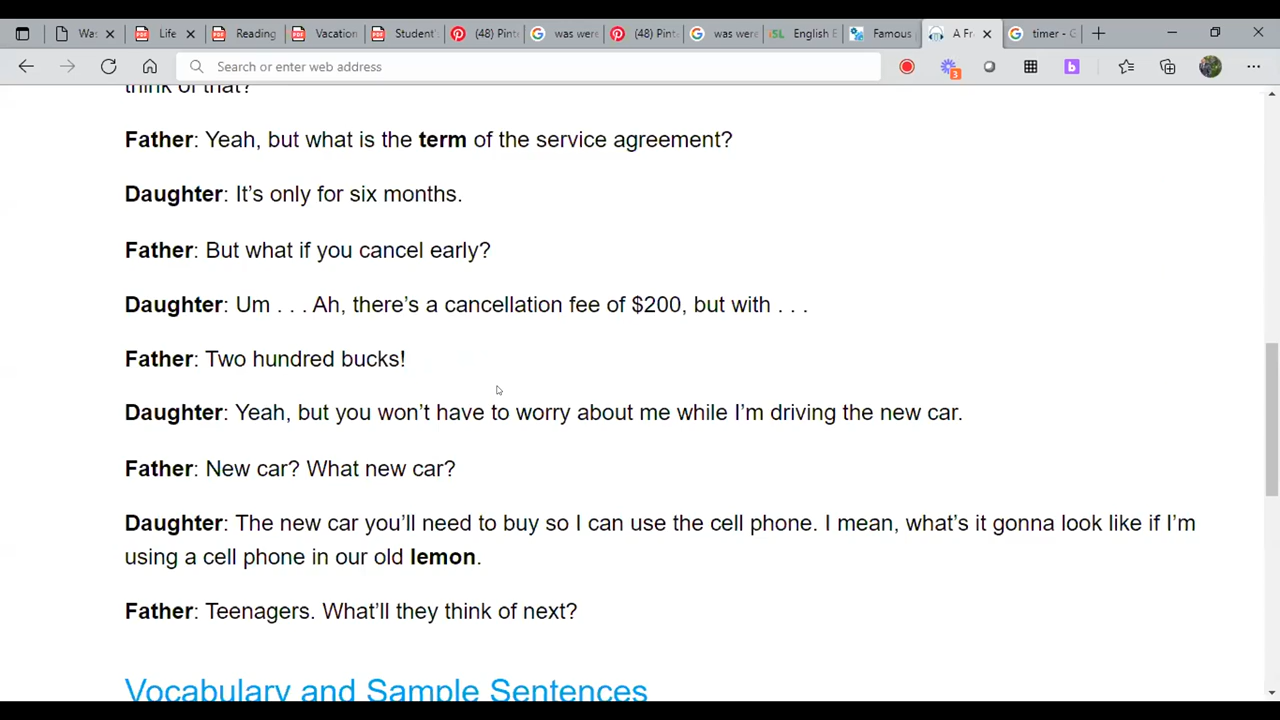 Was
Life
Reading
Vacation
Student'
(48) Pint
was were
(48) Pint
was were
iSL English E
Famous
A Fr
timer - G
Search or enter web address
3
b
think of that?
Father: Yeah, but what is the term of the service agreement?
Daughter: It’s only for six months.
Father: But what if you cancel early?
Daughter: Um . . . Ah, there’s a cancellation fee of $200, but with . . .
Father: Two hundred bucks!
Daughter: Yeah, but you won’t have to worry about me while I’m driving the new car.
Father: New car? What new car?
Daughter: The new car you’ll need to buy so I can use the cell phone. I mean, what’s it gonna look like if I’m
using a cell phone in our old lemon.
Father: Teenagers. What’ll they think of next?
Vocabulary and Sample Sentences